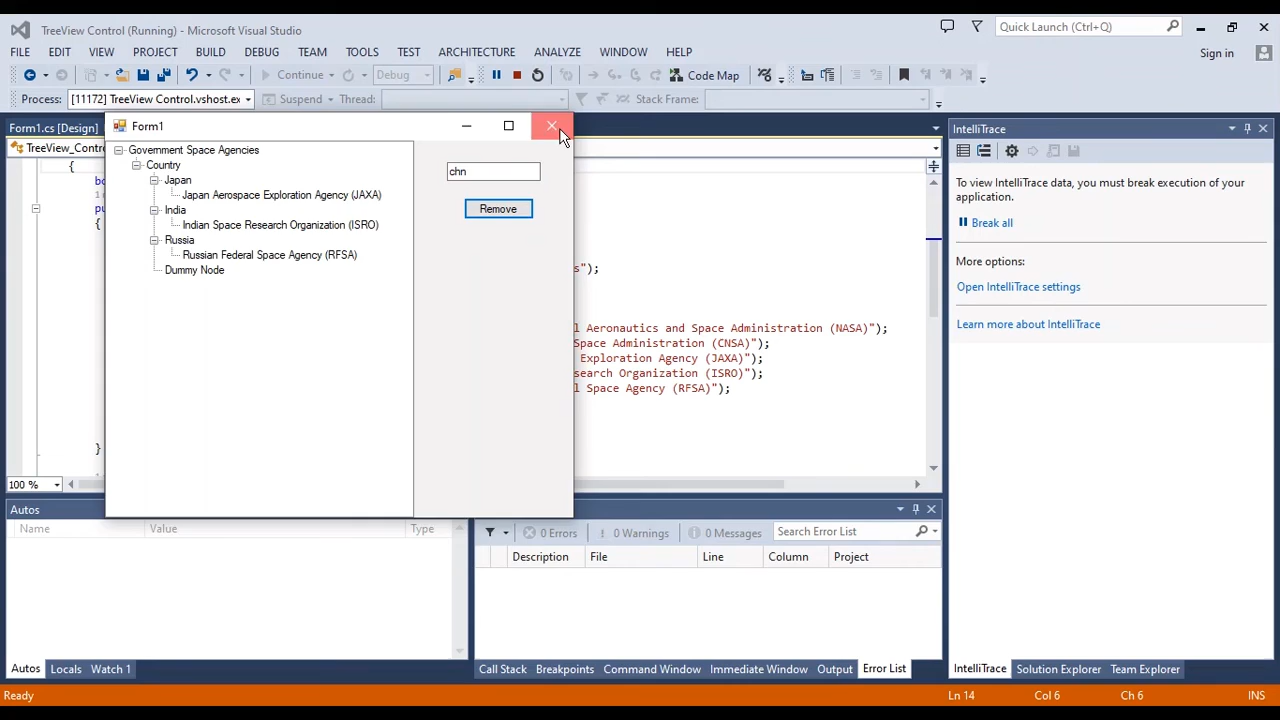 TreeView Control (Running) - Microsoft Visual Studio
Quick Launch (Ctrl+Q)
FILE EDIT VIEW PROJECT BUILD DEBUG TEAM TOOLS TEST ARCHITECTURE ANALYZE WINDOW HELP
Sign in
Continue Debug Code Map
Process: [11172] TreeView Control.vshost.ex Suspend Thread: Stack Frame:
Form1.cs [Design]
TreeView_Contro
Form1
Government Space Agencies
Country
Japan
Japan Aerospace Exploration Agency (JAXA)
India
Indian Space Research Organization (ISRO)
Russia
Russian Federal Space Agency (RFSA)
Dummy Node
chn
Remove
{
{
s");
l Aeronautics and Space Administration (NASA)");
Space Administration (CNSA)");
Exploration Agency (JAXA)");
search Organization (ISRO)");
l Space Agency (RFSA)");
}
100 %
IntelliTrace
To view IntelliTrace data, you must break execution of your
application.
Break all
More options:
Open IntelliTrace settings
Learn more about IntelliTrace
Autos
Name Value Type
0 Errors 0 Warnings 0 Messages Search Error List
Description File Line Column Project
Autos Locals Watch 1
Call Stack Breakpoints Command Window Immediate Window Output Error List
IntelliTrace Solution Explorer Team Explorer
Ready Ln 14 Col 6 Ch 6 INS